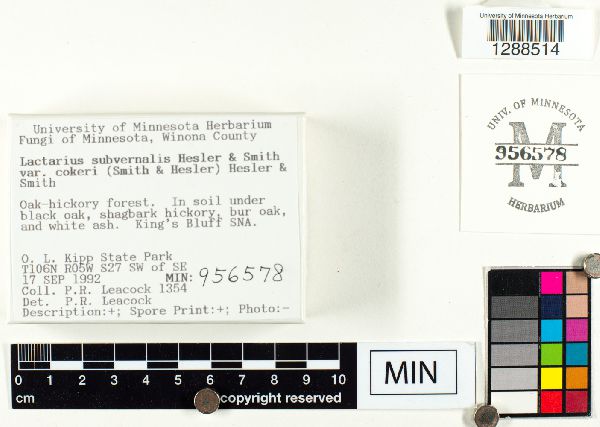 University of Minnesota Herbarium
1288514
UNIV. OF MINNESOTA
M
956578
HERBARIUM
University of Minnesota Herbarium
Fungi of Minnesota, Winona County
Lactarius subvernalis Hesler & Smith
var. cokeri (Smith & Hesler) Hesler &
Smith
Oak-hickory forest. In soil under
black oak, shagbark hickory, bur oak,
and white ash. King's Bluff SNA.
O. L. Kipp State Park
T106N R05W S27 SW of SE
17 SEP 1992 MIN: 956578
Coll. P.R. Leacock 1354
Det. P.R. Leacock
Description:+; Spore Print:+; Photo:-
0 1 2 3 4 5 6 7 8 9 10
cm copyright reserved
MIN